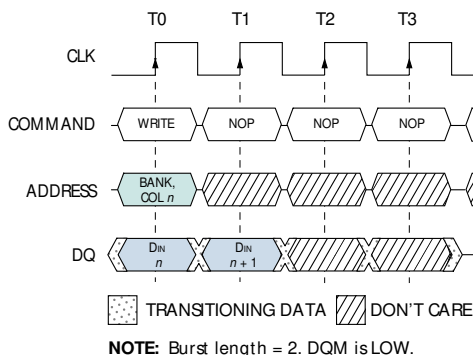 T0 T1 T2 T3
CLK
COMMAND WRITE NOP NOP NOP
ADDRESS BANK, COL n
DQ DIN n DIN n + 1
TRANSITIONING DATA DON'T CARE
NOTE: Burst length = 2. DQM is LOW.